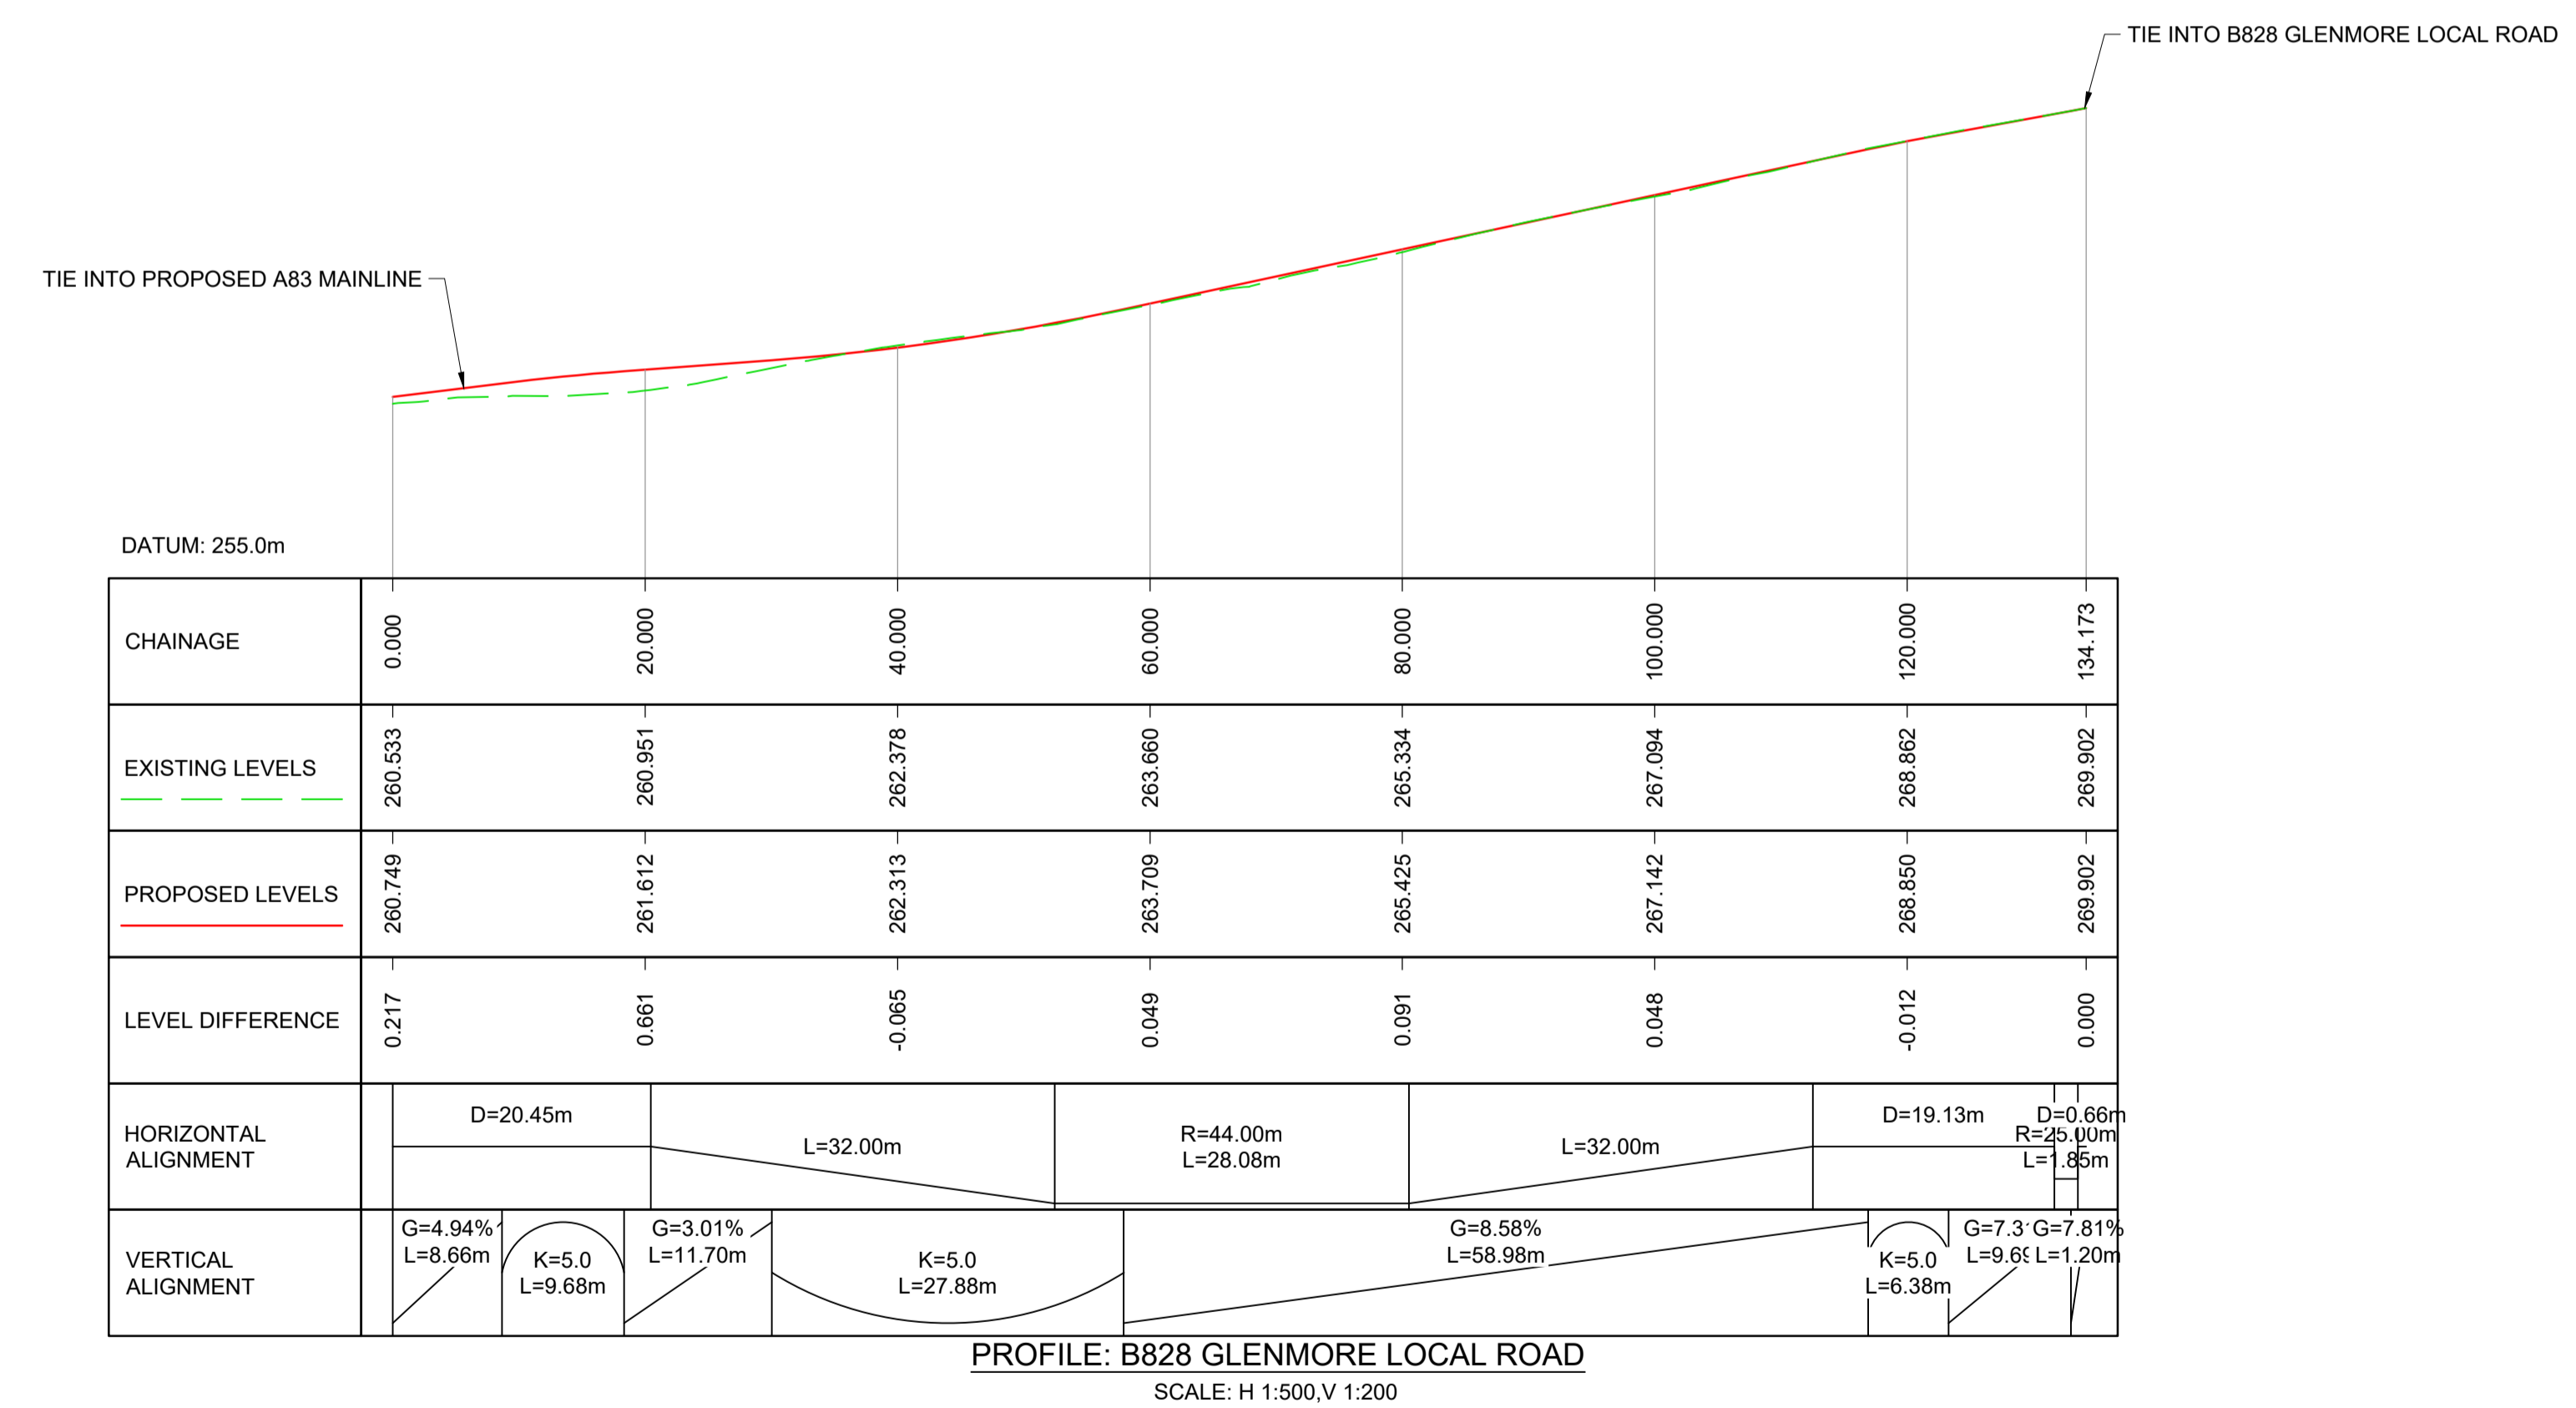 TIE INTO B828 GLENMORE LOCAL ROAD
TIE INTO PROPOSED A83 MAINLINE
DATUM: 255.0m
CHAINAGE
0.000
20.000
40.000
60.000
80.000
100.000
120.000
134.173
EXISTING LEVELS
260.533
260.951
262.378
263.660
265.334
267.094
268.862
269.902
PROPOSED LEVELS
260.749
261.612
262.313
263.709
265.425
267.142
268.850
269.902
LEVEL DIFFERENCE
0.217
0.661
-0.065
0.049
0.091
0.048
-0.012
0.000
HORIZONTAL
ALIGNMENT
D=20.45m
L=32.00m
R=44.00m
L=28.08m
L=32.00m
D=19.13m
D=0.66m
R=25.00m
L=1.85m
VERTICAL
ALIGNMENT
G=4.94%
L=8.66m
K=5.0
L=9.68m
G=3.01%
L=11.70m
K=5.0
L=27.88m
G=8.58%
L=58.98m
K=5.0
L=6.38m
G=7.81%
L=1.20m
PROFILE: B828 GLENMORE LOCAL ROAD
SCALE: H 1:500,V 1:200